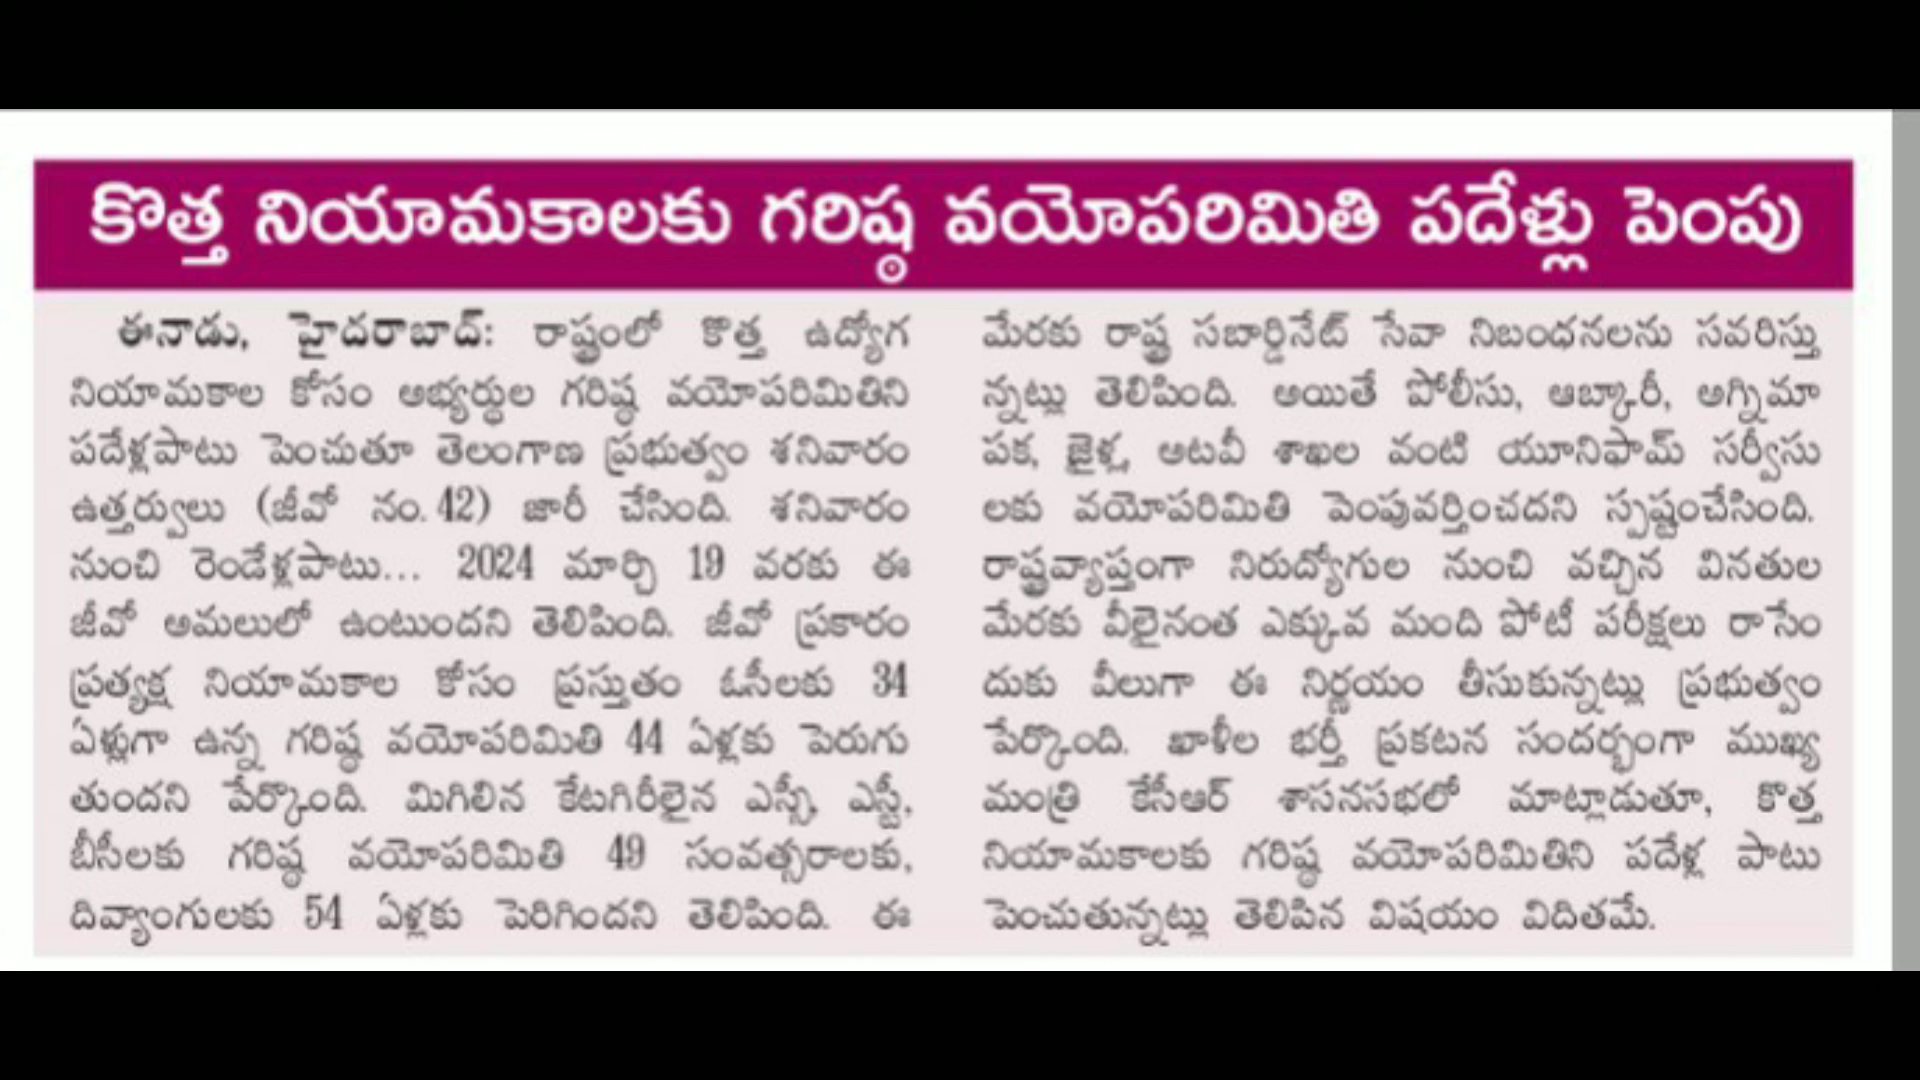 కొత్త నియామకాలకు గరిష్ఠ వయోపరిమితి పదేళ్లు పెంపు
ఈనాడు, హైదరాబాద్: రాష్ట్రంలో కొత్త ఉద్యోగ
నియామకాల కోసం అభ్యర్థుల గరిష్ఠ వయోపరిమితిని
పదేళ్లపాటు పెంచుతూ తెలంగాణ ప్రభుత్వం శనివారం
ఉత్తర్వులు (జీవో నం.42) జారీ చేసింది. శనివారం
నుంచి రెండేళ్లపాటు... 2024 మార్చి 19 వరకు ఈ
జీవో అమలులో ఉంటుందని తెలిపింది. జీవో ప్రకారం
ప్రత్యక్ష నియామకాల కోసం ప్రస్తుతం ఓసీలకు 34
ఏళ్లుగా ఉన్న గరిష్ఠ వయోపరిమితి 44 ఏళ్లకు పెరుగు
తుందని పేర్కొంది. మిగిలిన కేటగిరీలైన ఎస్సీ, ఎస్టీ,
బీసీలకు గరిష్ఠ వయోపరిమితి 49 సంవత్సరాలకు,
దివ్యాంగులకు 54 ఏళ్లకు పెరిగిందని తెలిపింది. ఈ
మేరకు రాష్ట్ర సబార్డినేట్ సేవా నిబంధనలను సవరిస్తు
న్నట్లు తెలిపింది. అయితే పోలీసు, ఆబ్కారీ, అగ్నిమా
పక, జైళ్ల, అటవీ శాఖల వంటి యూనిఫామ్ సర్వీసు
లకు వయోపరిమితి పెంపువర్తించదని స్పష్టంచేసింది.
రాష్ట్రవ్యాప్తంగా నిరుద్యోగుల నుంచి వచ్చిన వినతుల
మేరకు వీలైనంత ఎక్కువ మంది పోటీ పరీక్షలు రాసేం
దుకు వీలుగా ఈ నిర్ణయం తీసుకున్నట్లు ప్రభుత్వం
పేర్కొంది. ఖాళీల భర్తీ ప్రకటన సందర్భంగా ముఖ్య
మంత్రి కేసీఆర్ శాసనసభలో మాట్లాడుతూ, కొత్త
నియామకాలకు గరిష్ఠ వయోపరిమితిని పదేళ్ల పాటు
పెంచుతున్నట్లు తెలిపిన విషయం విదితమే.